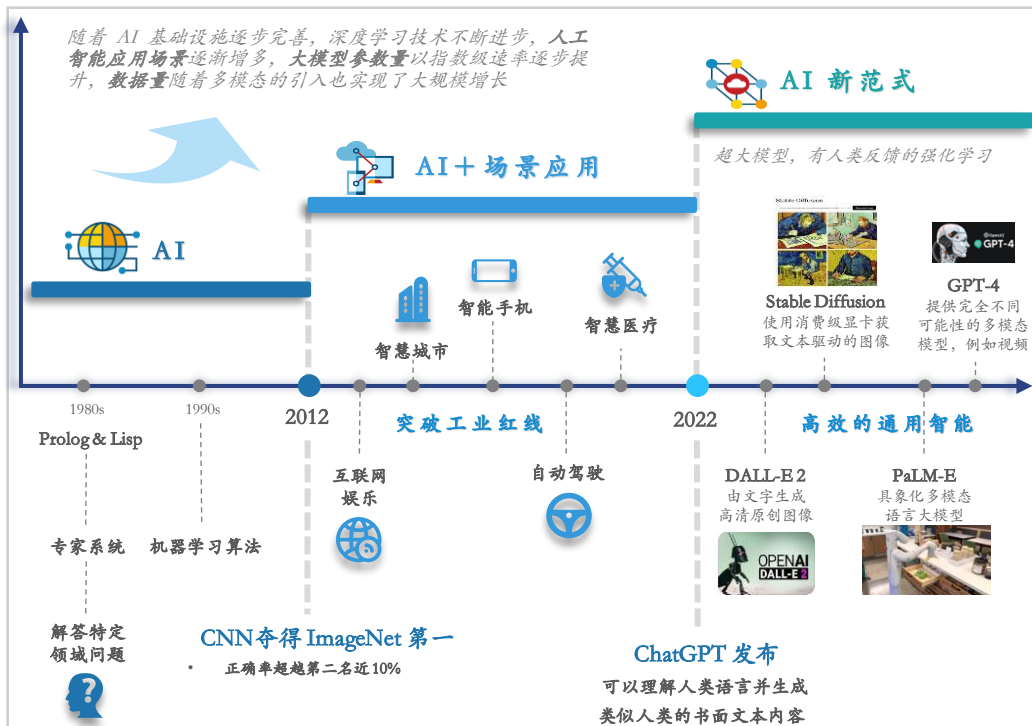 随着 AI 基础设施逐步完善，深度学习技术不断进步，人工
智能应用场景逐渐增多，大模型参数量以指数级速率逐步提
升，数据量随着多模态的引入也实现了大规模增长
AI 新范式
超大模型，有人类反馈的强化学习
AI＋场景应用
AI
Stable Diffusion
OpenAI
GPT-4
智慧城市
智能手机
智慧医疗
Stable Diffusion
使用消费级显卡获
取文本驱动的图像
GPT-4
提供完全不同
可能性的多模态
模型，例如视频
1980s
1990s
2012
2022
突破工业红线
高效的通用智能
Prolog & Lisp
专家系统
机器学习算法
解答特定
领域问题
?
互联网
娱乐
自动驾驶
DALL-E 2
由文字生成
高清原创图像
OPENAI
DALL-E 2
PaLM-E
具象化多模态
语言大模型
CNN夺得 ImageNet 第一
• 正确率超越第二名近10%
ChatGPT 发布
可以理解人类语言并生成
类似人类的书面文本内容